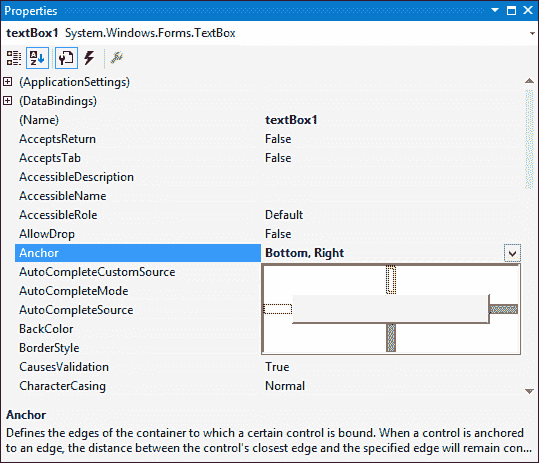 Properties
textBox1 System.Windows.Forms.TextBox
(ApplicationSettings)
(DataBindings)
(Name) textBox1
AcceptsReturn False
AcceptsTab False
AccessibleDescription
AccessibleName
AccessibleRole Default
AllowDrop False
Anchor Bottom, Right
AutoCompleteCustomSource
AutoCompleteMode
AutoCompleteSource
BackColor
BorderStyle
CausesValidation True
CharacterCasing Normal
Anchor
Defines the edges of the container to which a certain control is bound. When a control is anchored
to an edge, the distance between the control's closest edge and the specified edge will remain con...